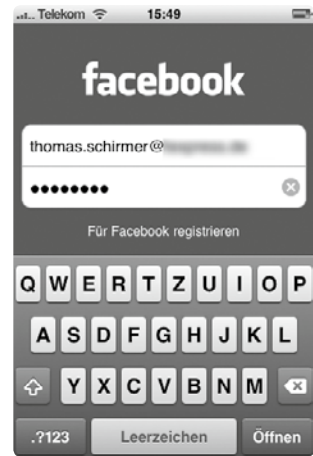 ... Telekom 15:49
facebook
thomas.schirmer@
••••••••
Für Facebook registrieren
Q W E R T Z U I O P
A S D F G H J K L
Y X C V B N M
.?123 Leerzeichen Öffnen